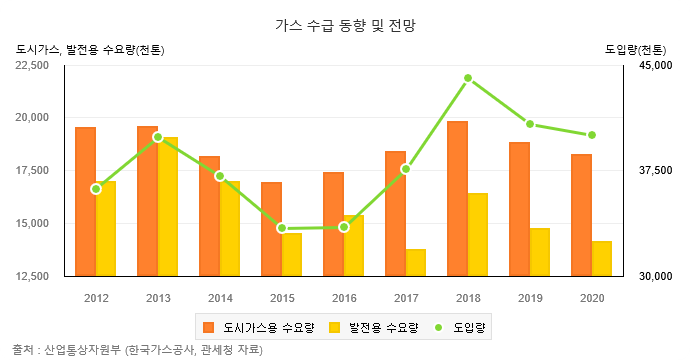 가스 수급 동향 및 전망
도시가스, 발전용 수요량(천톤) 도입량(천톤)
22,500 45,000
20,000
17,500 37,500
15,000
12,500 30,000
2012 2013 2014 2015 2016 2017 2018 2019 2020
도시가스용 수요량 발전용 수요량 도입량
출처 : 산업통상자원부 (한국가스공사, 관세청 자료)